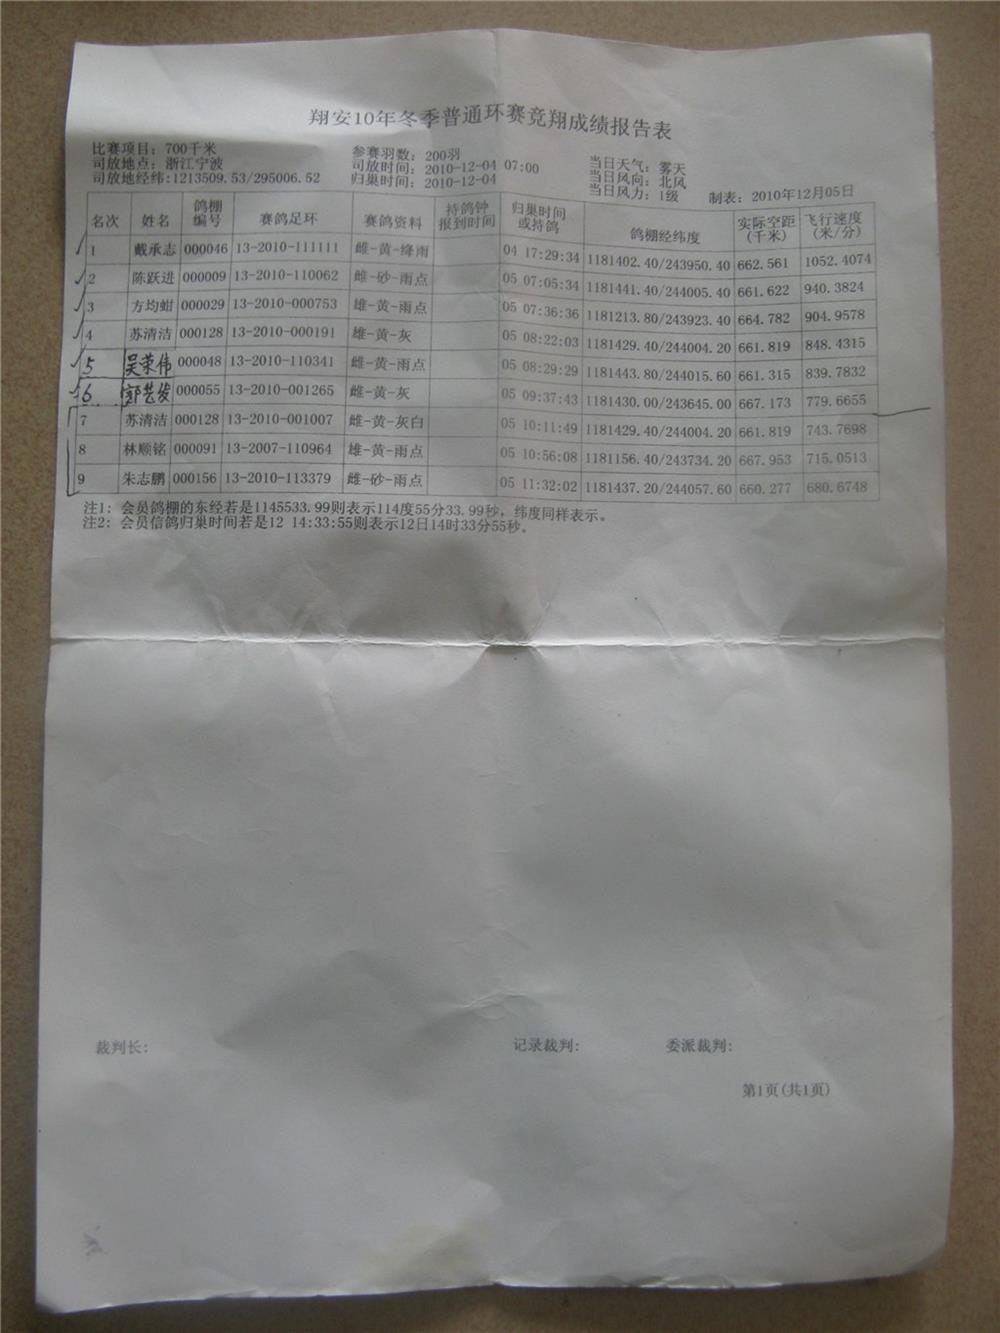 翔安10年冬季普通环赛竞翔成绩报告表
比赛项目: 700千米 参赛羽数: 200羽 当日天气: 雾天
司放地点: 浙江宁波 司放时间: 2010-12-04 07:00 当日风向: 北风
司放地经纬:1213509.53/295006.52 归巢时间: 2010-12-04 当日风力: 1级 制表: 2010年12月05日
名次 姓名 鸽棚编号 赛鸽足环 赛鸽资料 持鸽钟报到时间 归巢时间或持鸽 鸽棚经纬度 实际空距(千米) 飞行速度(米/分)
1 戴承志 000046 13-2010-111111 雌-黄-绛雨 04 17:29:34 1181402.40/243950.40 662.561 1052.4074
2 陈跃进 000009 13-2010-110062 雌-砂-雨点 05 07:05:34 1181441.40/244005.40 661.622 940.3824
3 方均蚶 000029 13-2010-000753 雄-黄-雨点 05 07:36:36 1181213.80/243923.40 664.782 904.9578
4 苏清洁 000128 13-2010-000191 雄-黄-灰 05 08:22:03 1181429.40/244004.20 661.819 848.4315
5 吴荣伟 000048 13-2010-110341 雌-黄-雨点 05 08:29:29 1181443.80/244015.60 661.315 839.7832
6 000055 13-2010-001265 雌-黄-灰 05 09:37:43 1181430.00/243645.00 667.173 779.6655
7 苏清洁 000128 13-2010-001007 雌-黄-灰白 05 10:11:49 1181429.40/244004.20 661.819 743.7698
8 林顺铭 000091 13-2007-110964 雄-黄-雨点 05 10:56:08 1181156.40/243734.20 667.953 715.0513
9 朱志鹏 000156 13-2010-113379 雌-砂-雨点 05 11:32:02 1181437.20/244057.60 660.277 680.6748
注1: 会员鸽棚的东经若是1145533.99则表示114度55分33.99秒, 纬度同样表示。
注2: 会员信鸽归巢时间若是12 14:33:55则表示12日14时33分55秒。
裁判长: 记录裁判: 委派裁判:
第1页(共1页)